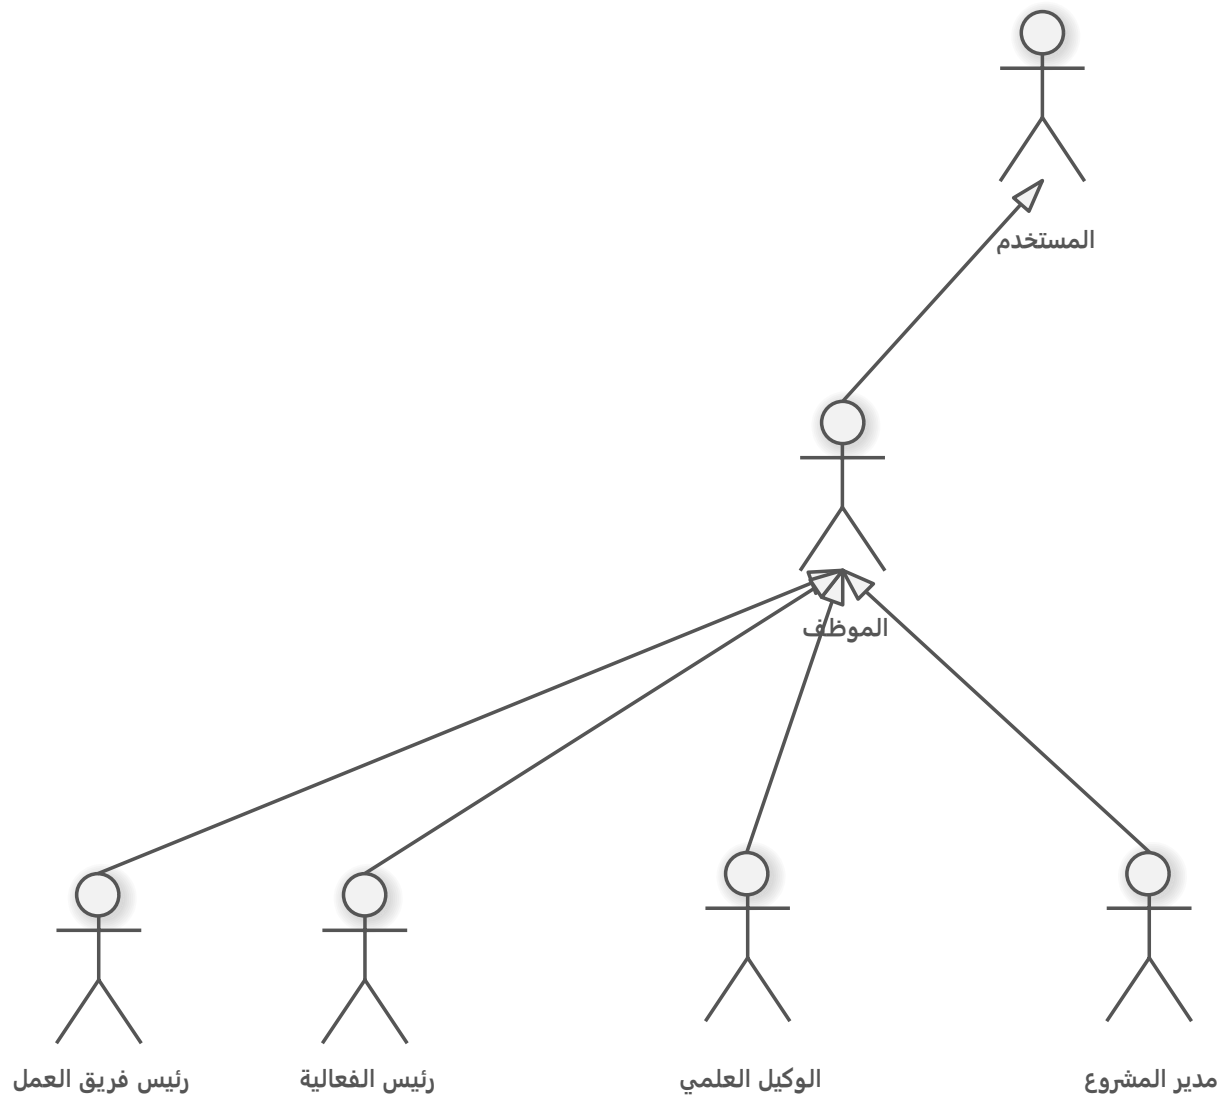 المستخدم
الموظف
مدير المشروع
الوكيل العلمي
رئيس الفعالية
رئيس فريق العمل